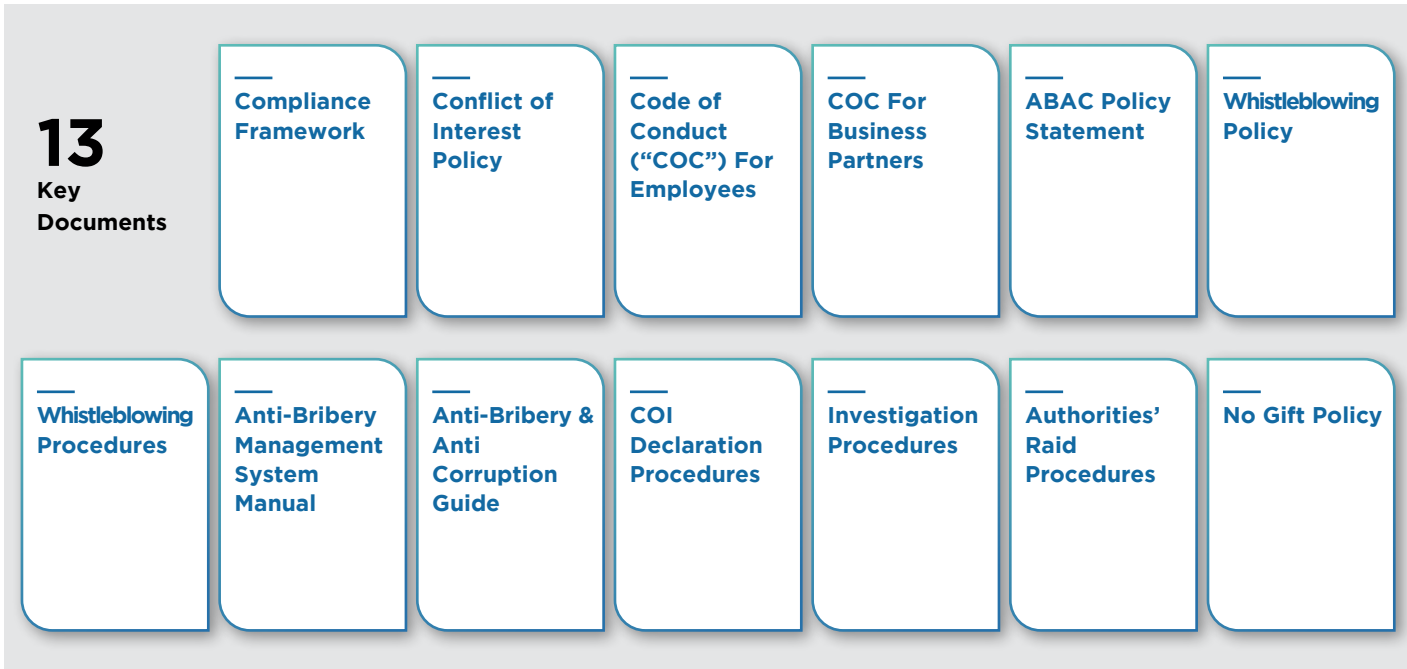 13
Key
Documents
Compliance
Framework
Conflict of
Interest
Policy
Code of
Conduct
(“COC”) For
Employees
COC For
Business
Partners
ABAC Policy
Statement
Whistleblowing
Policy
Whistleblowing
Procedures
Anti-Bribery
Management
System
Manual
Anti-Bribery &
Anti
Corruption
Guide
COI
Declaration
Procedures
Investigation
Procedures
Authorities’
Raid
Procedures
No Gift Policy